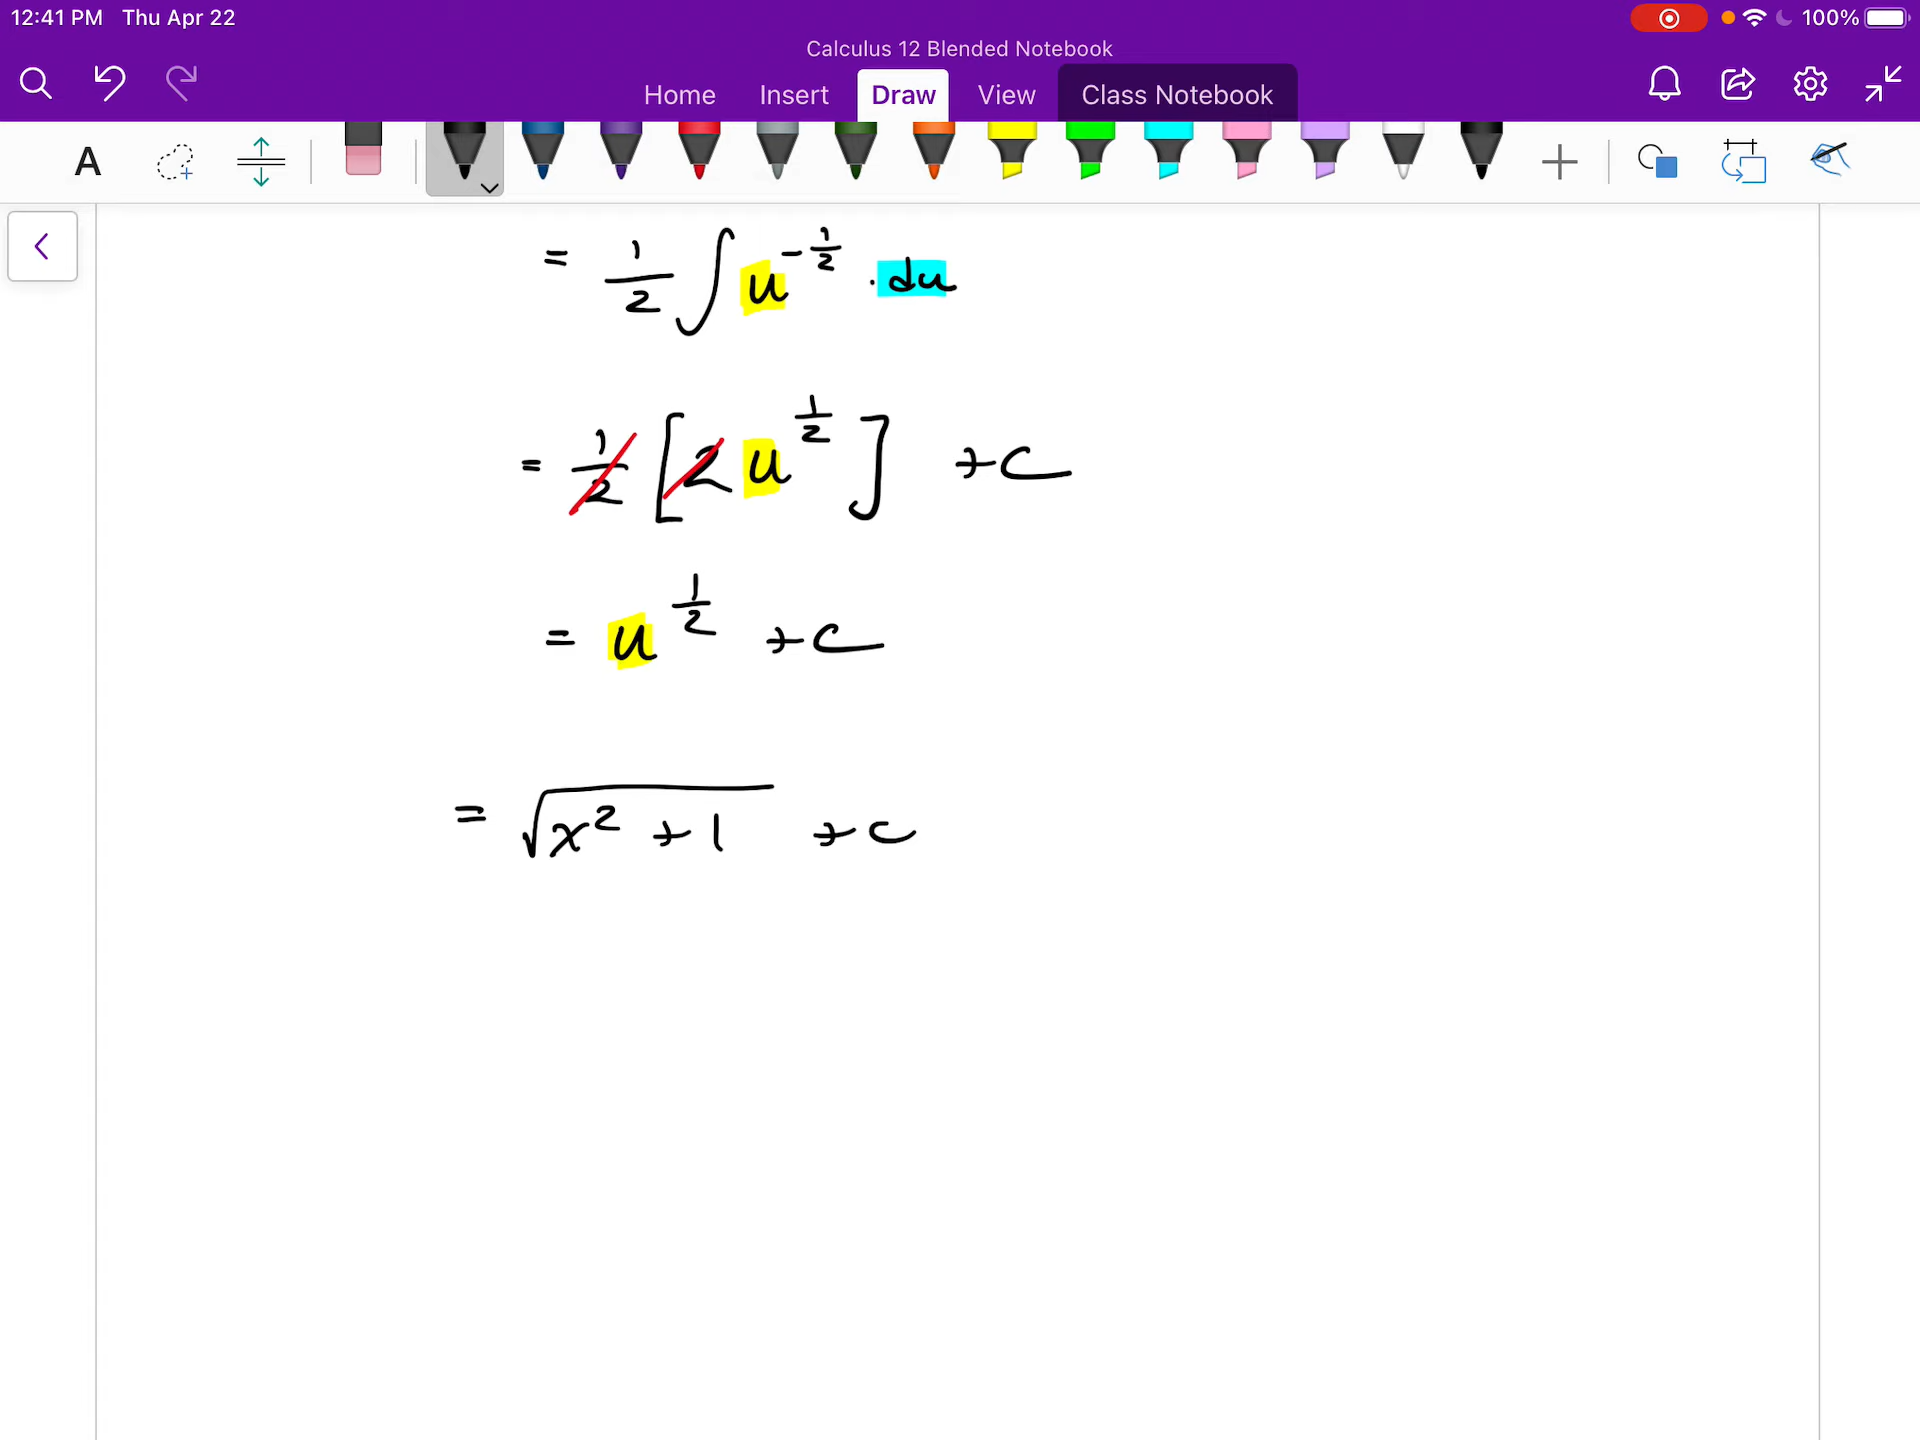 12:41 PM Thu Apr 22 100%
Calculus 12 Blended Notebook
Home Insert Draw View Class Notebook
A
= 1/2 ∫ u^(-1/2) · du
= 1/2 [2 u^(1/2)] + C
= u^(1/2) + C
= √(x² + 1) + C